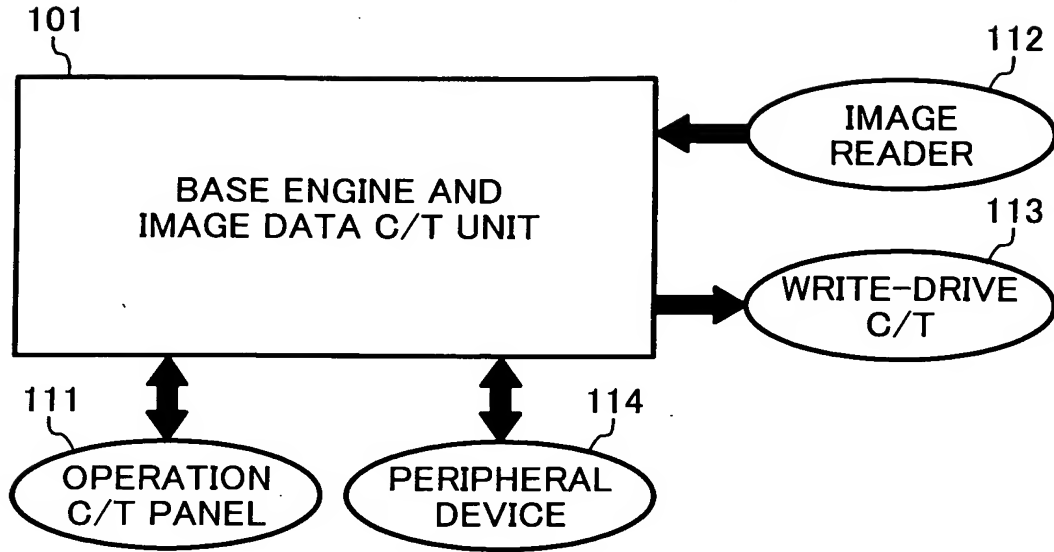 101
112
IMAGE
READER
BASE ENGINE AND
IMAGE DATA C/T UNIT
113
WRITE-DRIVE
C/T
111
114
OPERATION
C/T PANEL
PERIPHERAL
DEVICE